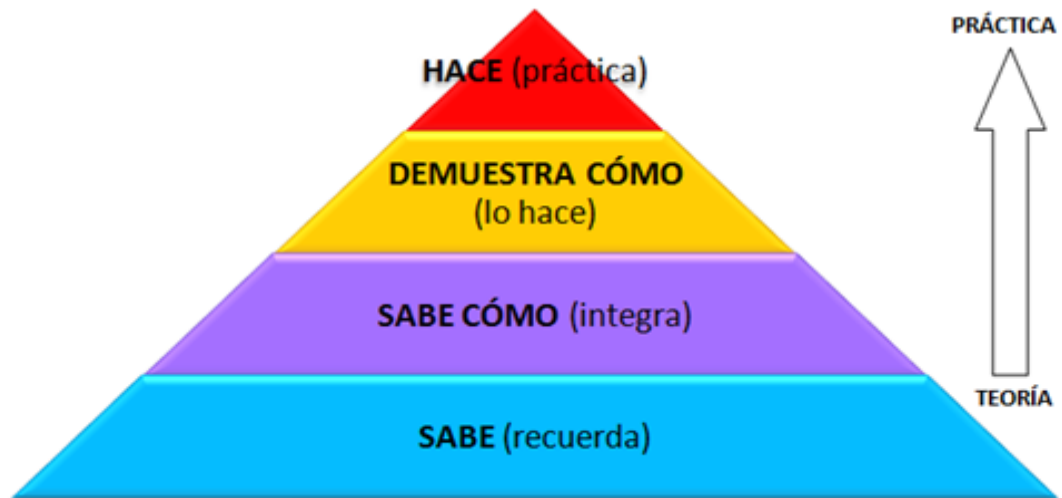 PRÁCTICA
HACE (práctica)
DEMUESTRA CÓMO
(lo hace)
SABE CÓMO (integra)
TEORÍA
SABE (recuerda)